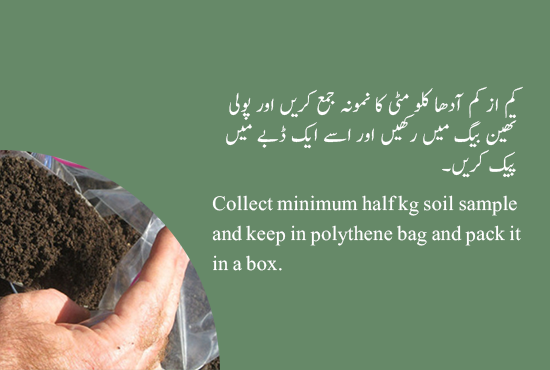 کم از کم آدھا کلو مٹی کا نمونہ جمع کریں اور پولی
تھین بیگ میں رکھیں اور اسے ایک ڈبے میں
پیک کریں۔
Collect minimum half kg soil sample
and keep in polythene bag and pack it
in a box.